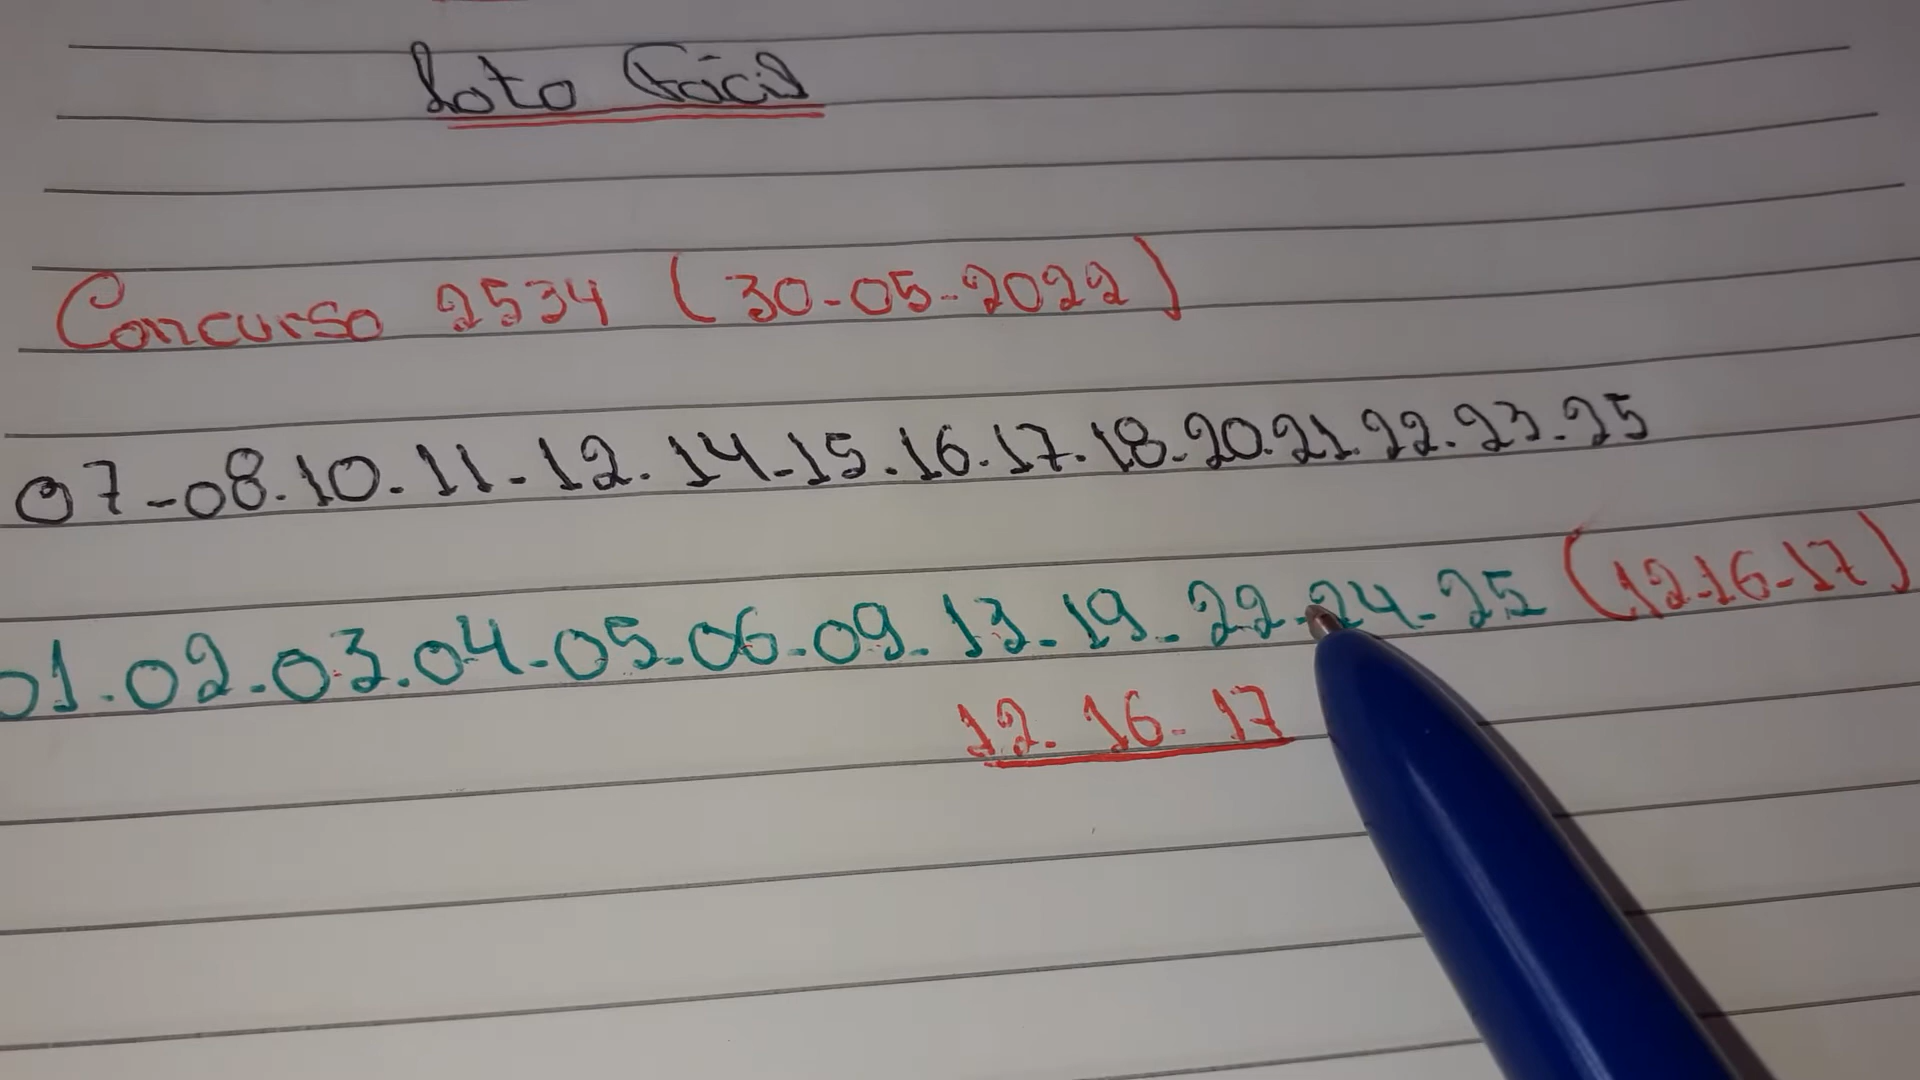 Loto Fácil
Concurso 2534 (30-05-2022)
07-08.10.11-12.14-15.16.17.18-20.21.22.23.25
01.02.03.04-05-06-09.13-19-22-24-25 (12-16-17)
12.16-17